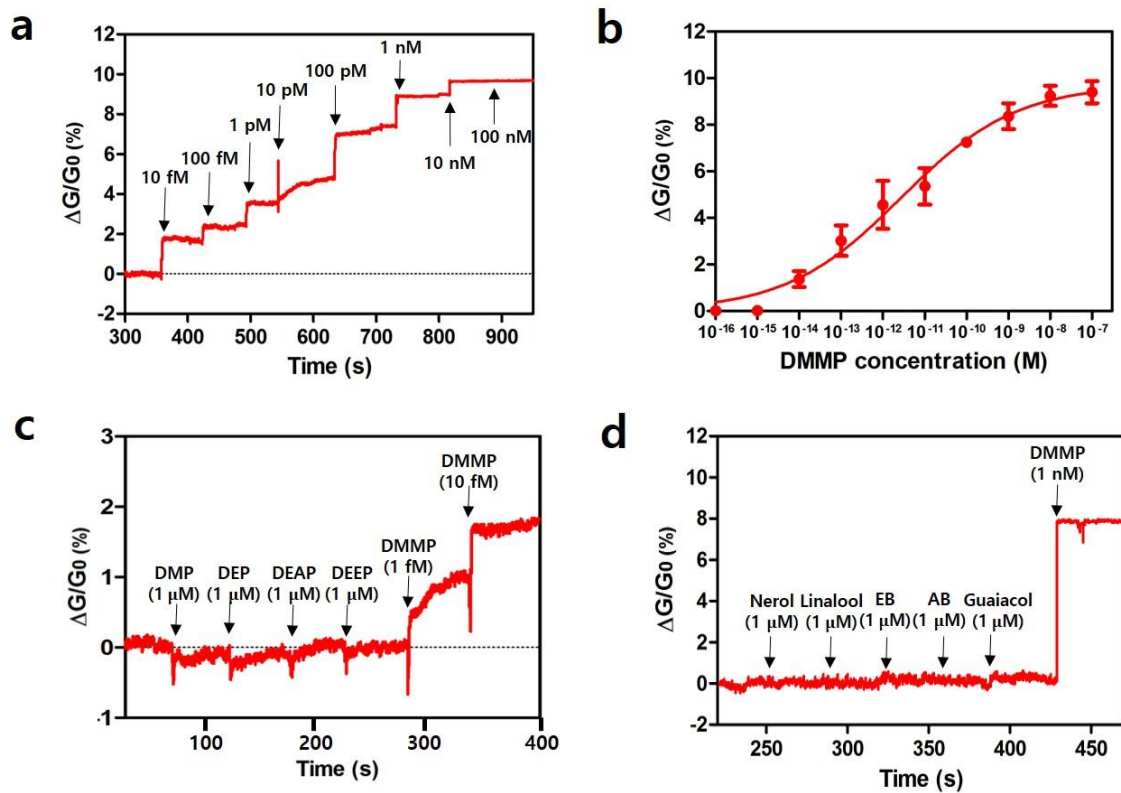 a
ΔG/G0 (%)
12
10
8
6
4
2
0
-2
10 fM
100 fM
1 pM
10 pM
100 pM
1 nM
10 nM
100 nM
300 400 500 600 700 800 900
Time (s)
b
ΔG/G0 (%)
12
10
8
6
4
2
0
10-16 10-15 10-14 10-13 10-12 10-11 10-10 10-9 10-8 10-7
DMMP concentration (M)
c
ΔG/G0 (%)
3
2
1
0
-1
DMP
(1 μM)
DEP
(1 μM)
DEAP
(1 μM)
DEEP
(1 μM)
DMMP
(1 fM)
DMMP
(10 fM)
100 200 300 400
Time (s)
d
ΔG/G0 (%)
12
10
8
6
4
2
0
-2
Nerol
(1 μM)
Linalool
(1 μM)
EB
(1 μM)
AB
(1 μM)
Guaiacol
(1 μM)
DMMP
(1 nM)
250 300 350 400 450
Time (s)